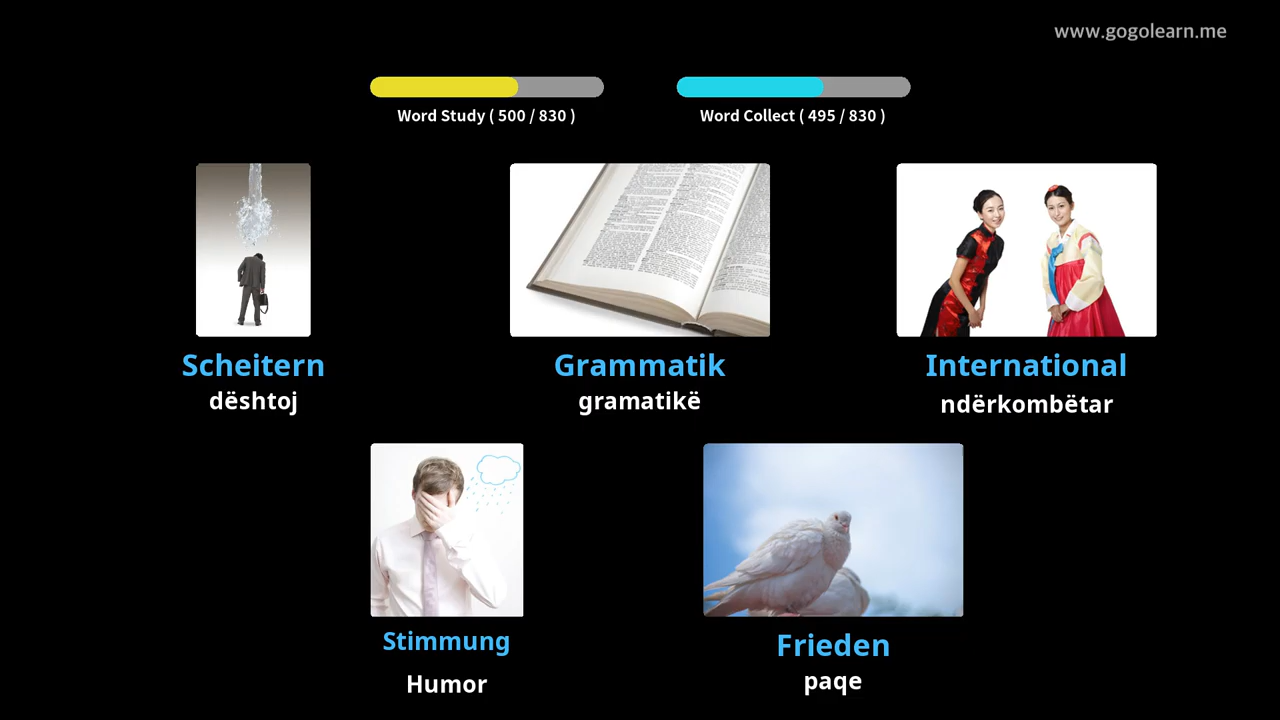 www.gogolearn.me
Word Study ( 500 / 830 )
Word Collect ( 495 / 830 )
Scheitern
dështoj
Grammatik
gramatikë
International
ndërkombëtar
Stimmung
Humor
Frieden
paqe